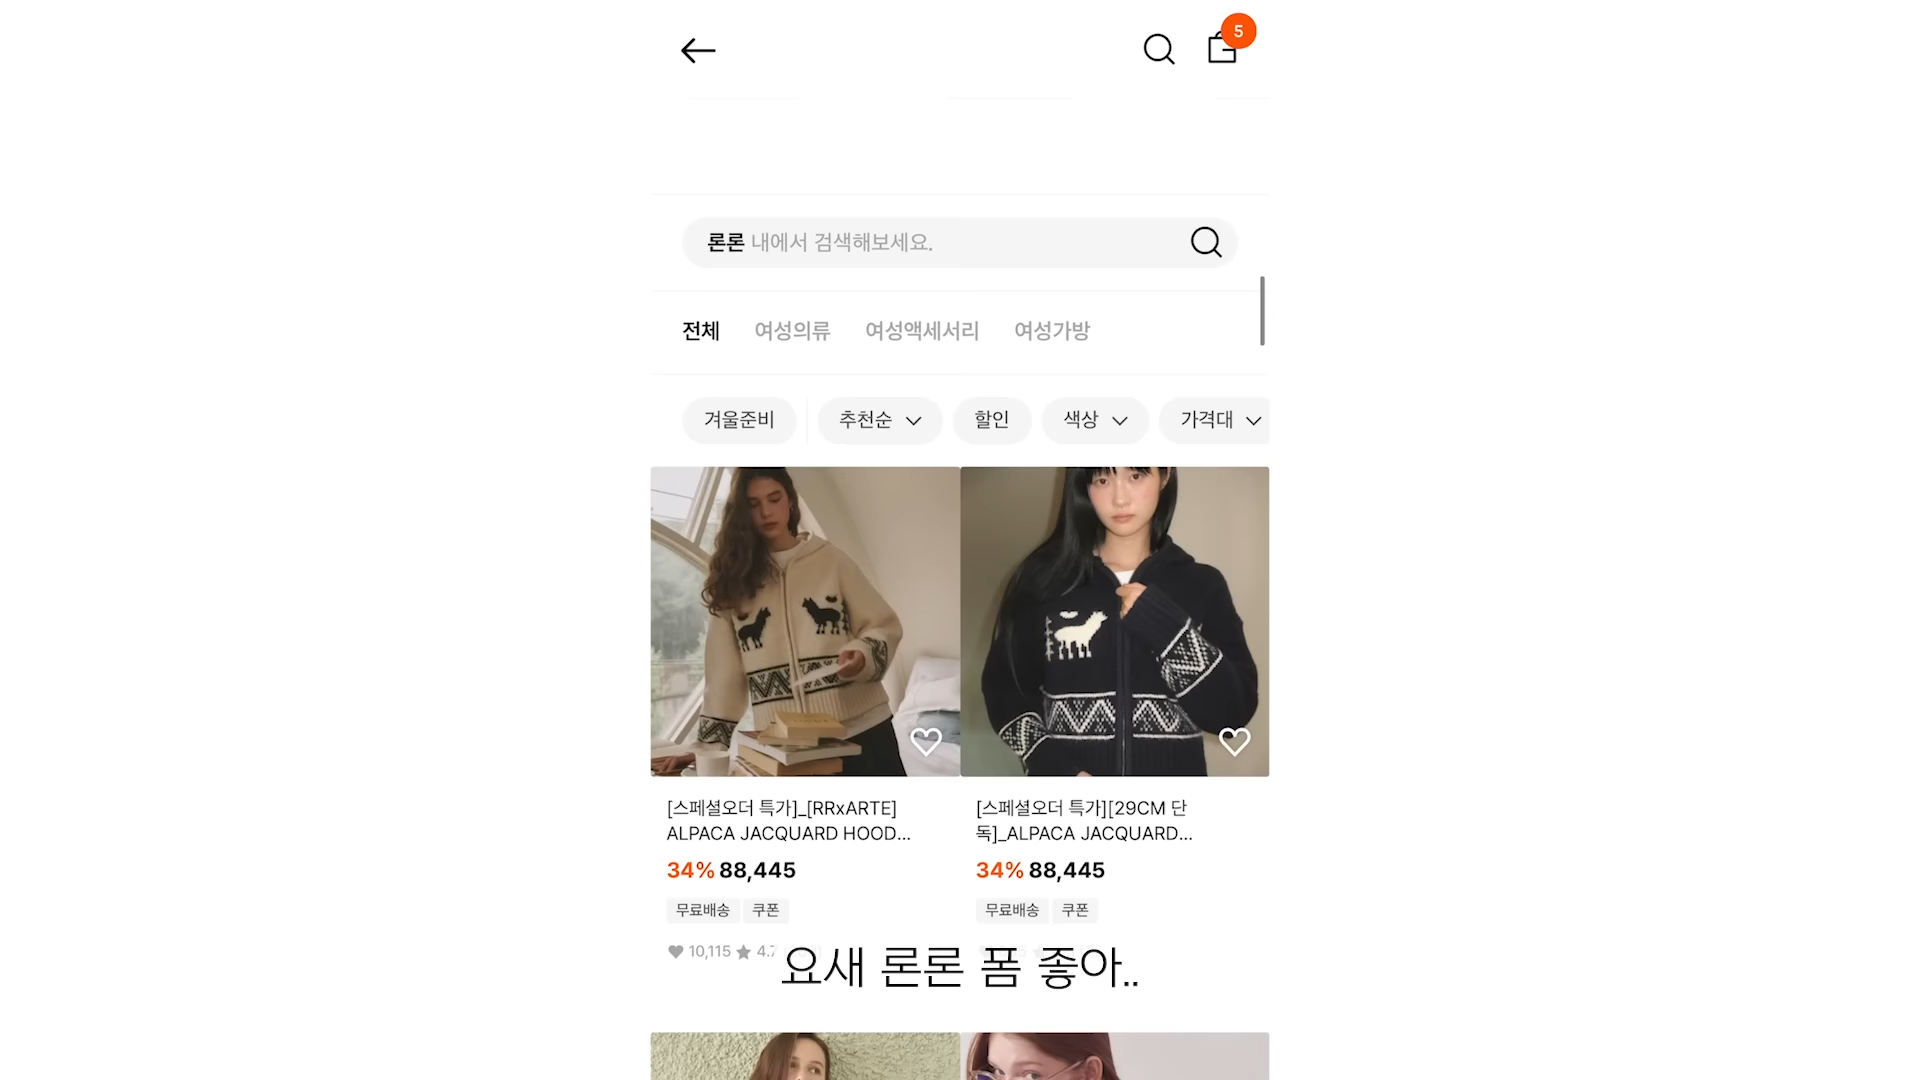 5
론론 내에서 검색해보세요.
전체 여성의류 여성액세서리 여성가방
겨울준비 추천순 할인 색상 가격대
[스페셜오더 특가]_[RRxARTE]
ALPACA JACQUARD HOOD...
34% 88,445
무료배송 쿠폰
10,115 4.7
[스페셜오더 특가][29CM 단
독]_ALPACA JACQUARD...
34% 88,445
무료배송 쿠폰
요새 론론 폼 좋아..